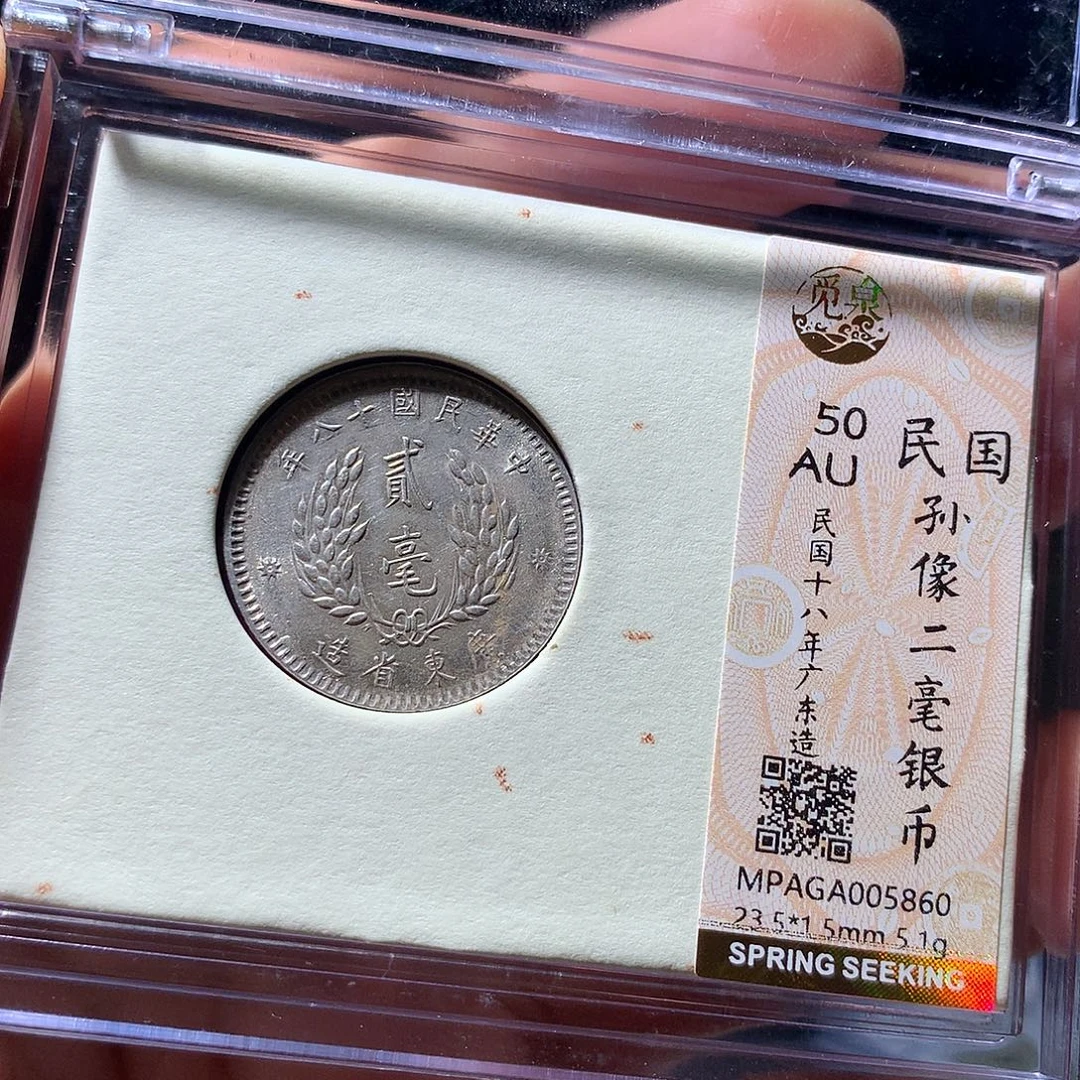 中華民國十八年
貳毫
廣東省造
觅泉
50
AU
民国
孙像二毫银币
民国十八年广东造
MPAGA005860
23.5*1.5mm 5.1g
SPRING SEEKING